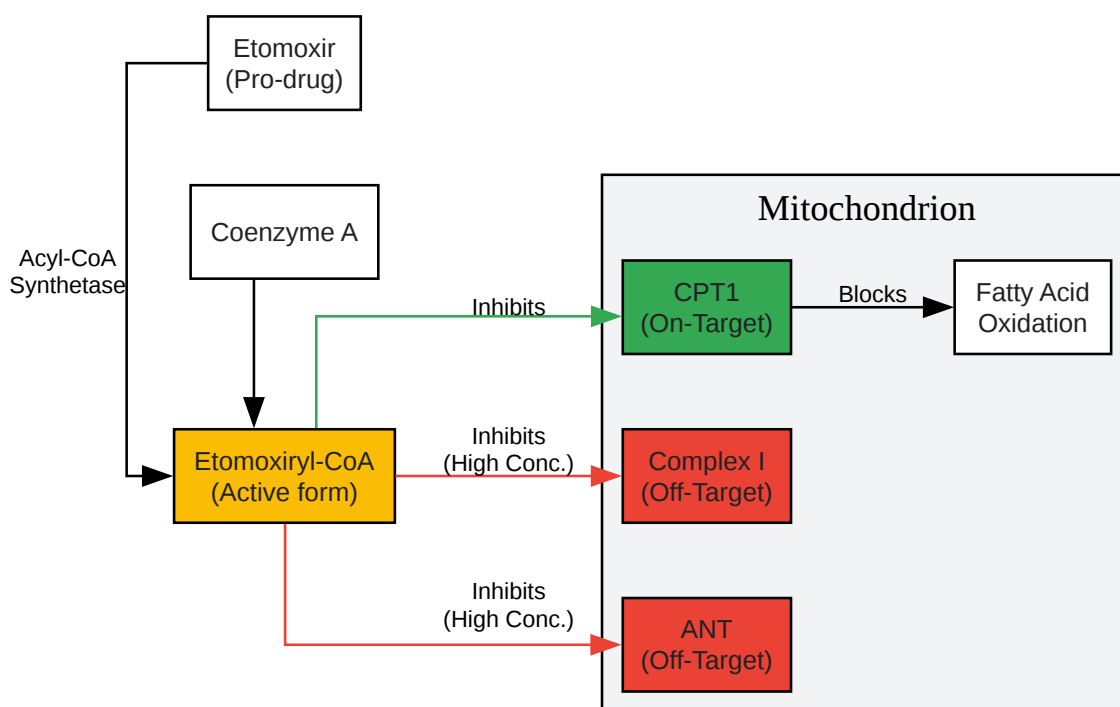 Etomoxir
(Pro-drug)
Mitochondrion
Coenzyme A
Acyl-CoA
Synthetase
Inhibits
CPT1
(On-Target)
Blocks
Fatty Acid
Oxidation
Etomoxiryl-CoA
(Active form)
Inhibits
(High Conc.)
Complex I
(Off-Target)
Inhibits
(High Conc.)
ANT
(Off-Target)